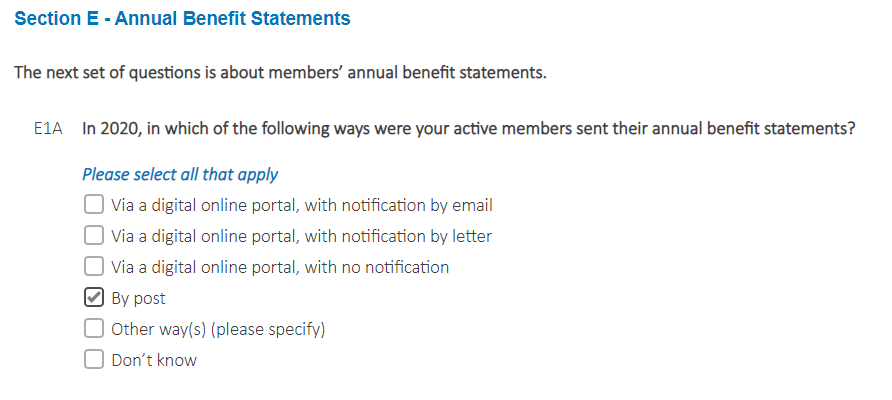 Section E - Annual Benefit Statements
The next set of questions is about members’ annual benefit statements.
E1A In 2020, in which of the following ways were your active members sent their annual benefit statements?
Please select all that apply
Via a digital online portal, with notification by email
Via a digital online portal, with notification by letter
Via a digital online portal, with no notification
By post
Other way(s) (please specify)
Don’t know